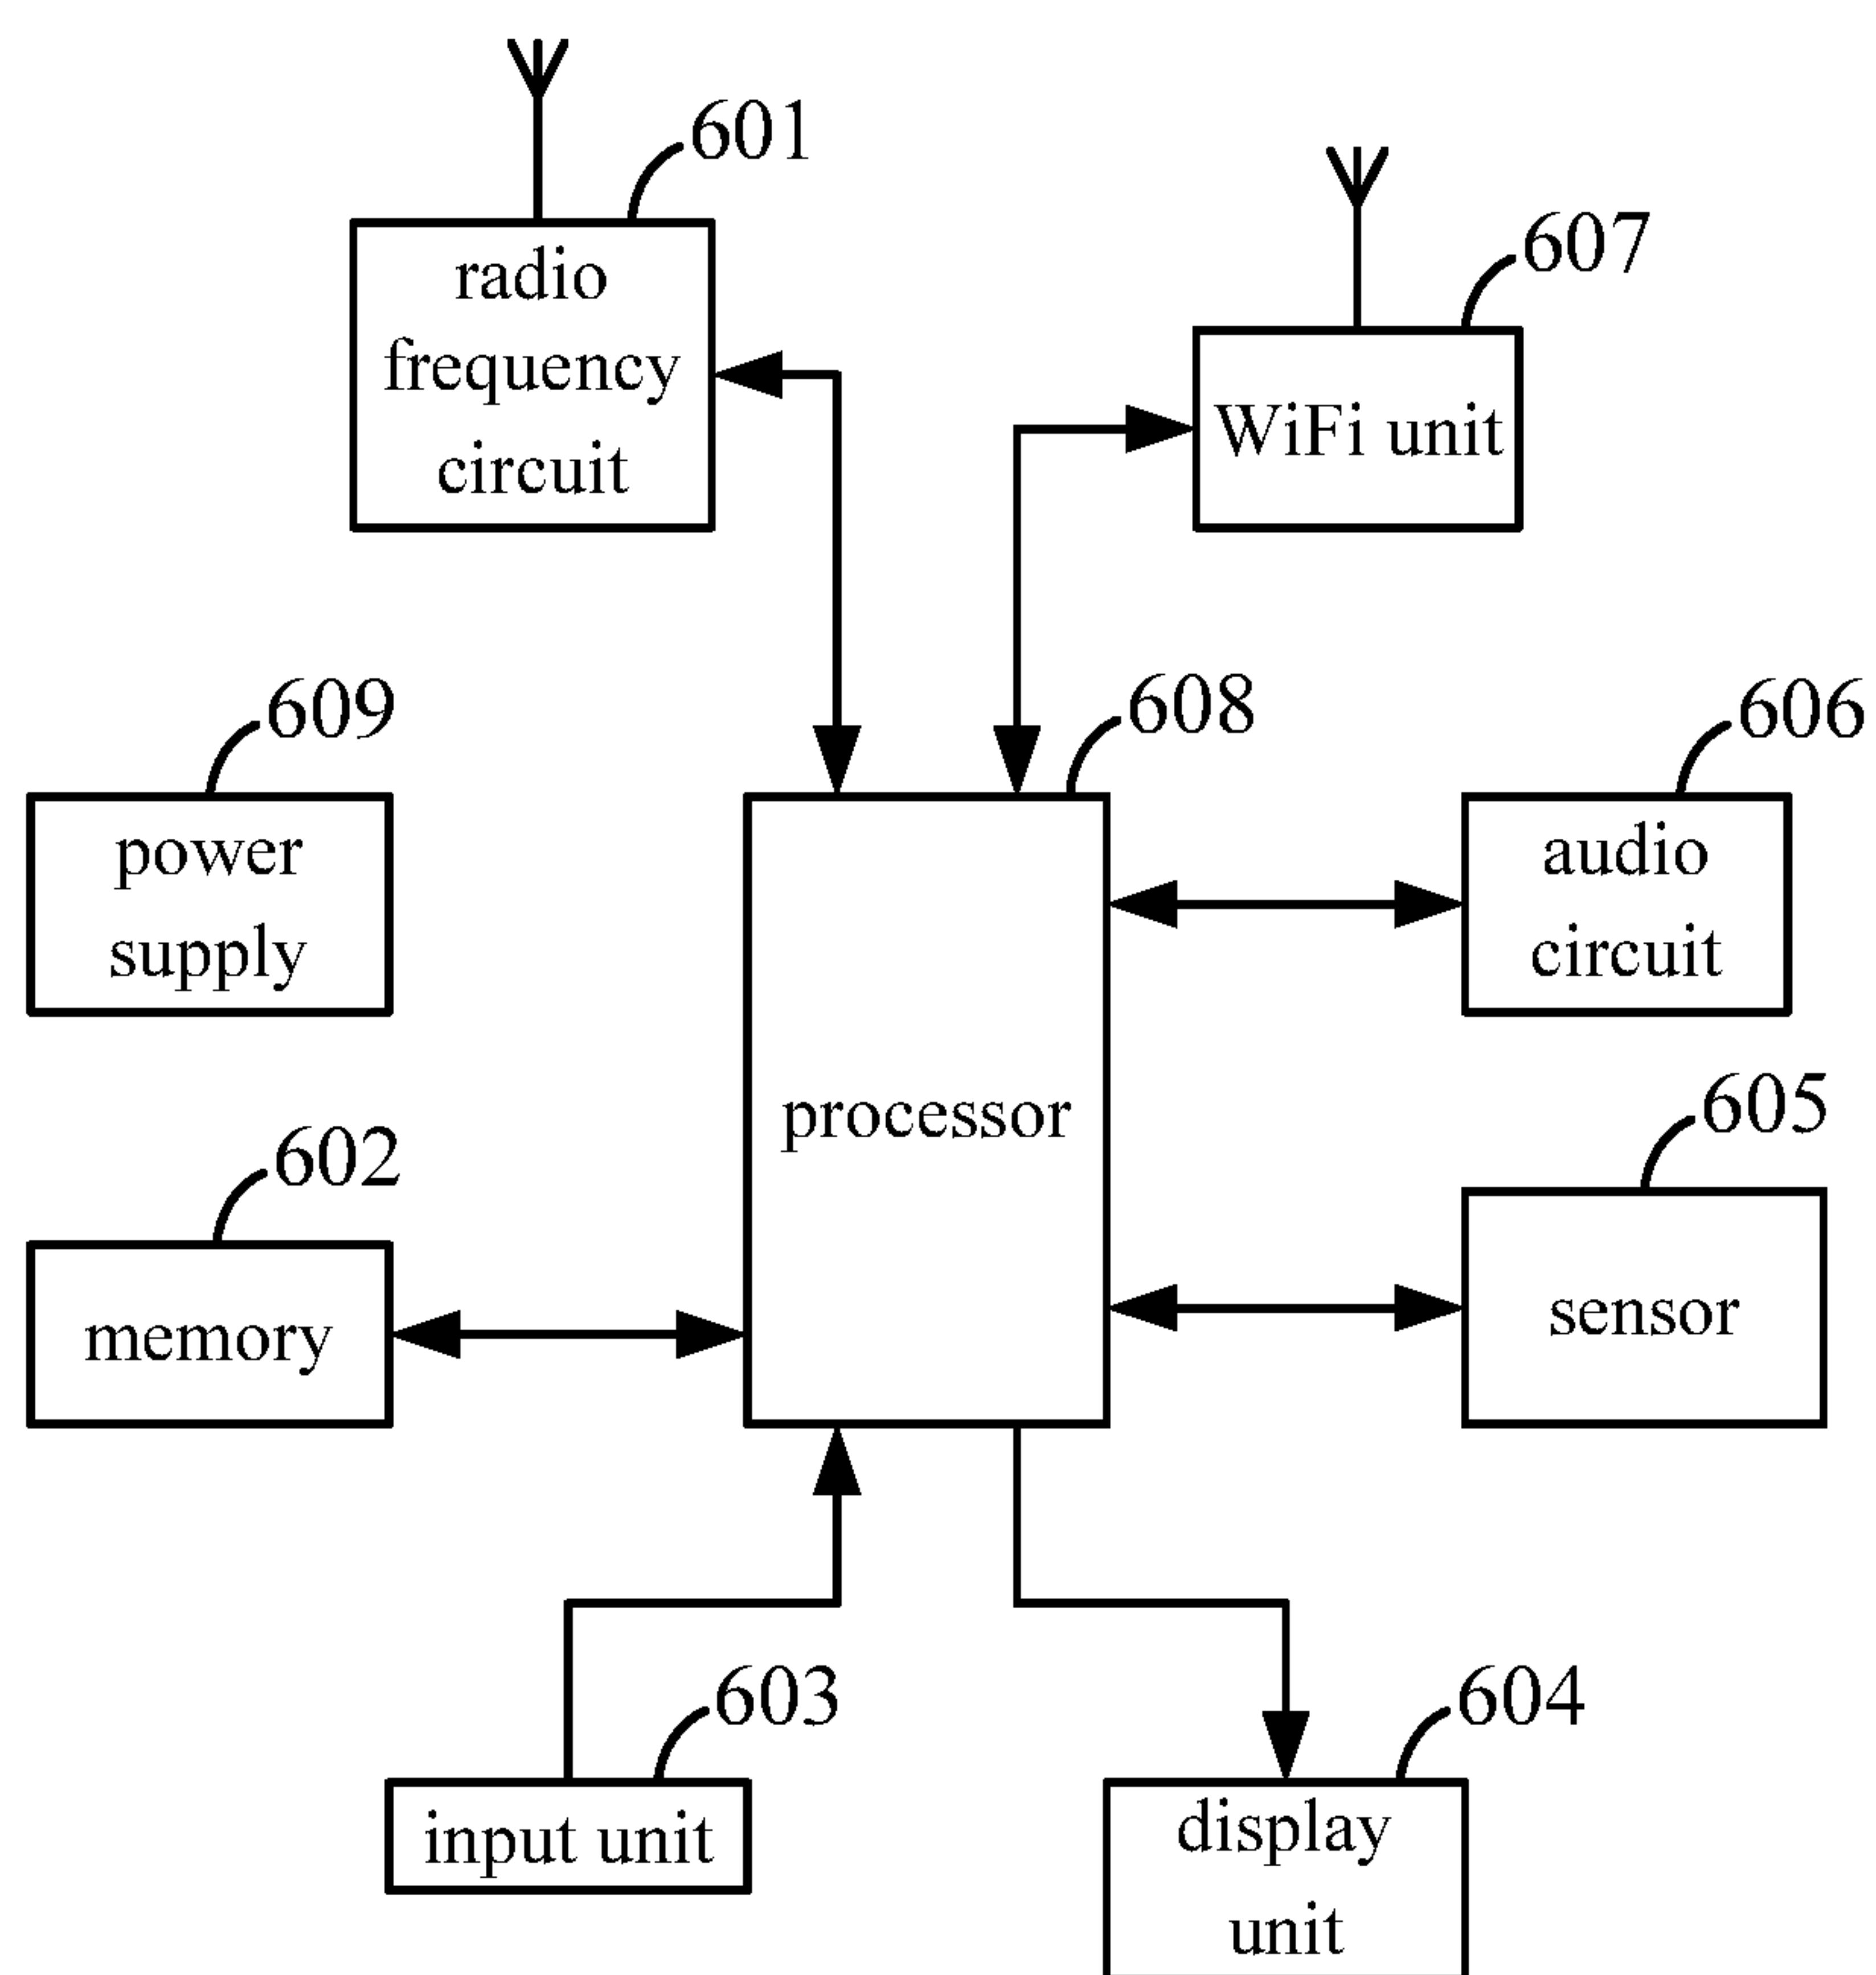 601
radio
frequency
circuit
607
WiFi unit
609
power
supply
608
processor
606
audio
circuit
602
memory
605
sensor
603
input unit
604
display
unit